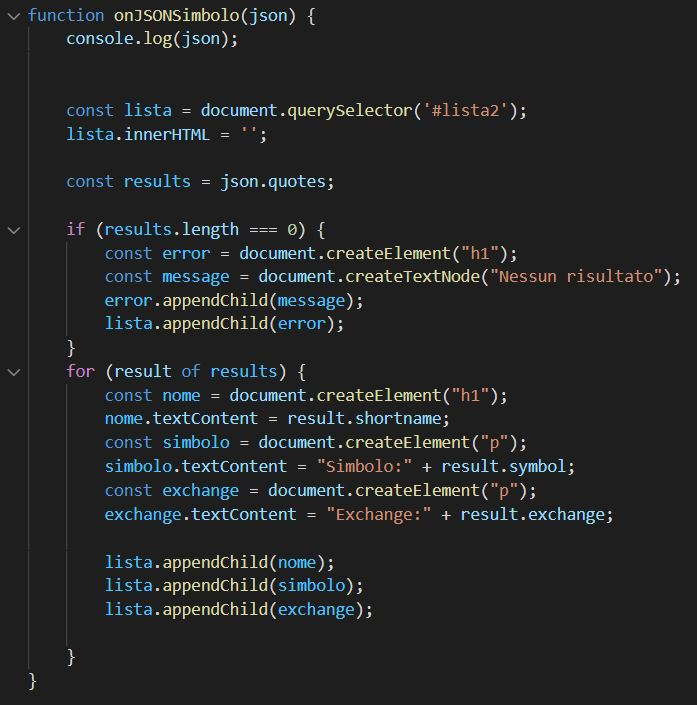 function onJSONSimbolo(json) {
    console.log(json);
    const lista = document.querySelector('#lista2');
    lista.innerHTML = '';
    const results = json.quotes;
    if (results.length === 0) {
        const error = document.createElement("h1");
        const message = document.createTextNode("Nessun risultato");
        error.appendChild(message);
        lista.appendChild(error);
    }
    for (result of results) {
        const nome = document.createElement("h1");
        nome.textContent = result.shortname;
        const simbolo = document.createElement("p");
        simbolo.textContent = "Simbolo:" + result.symbol;
        const exchange = document.createElement("p");
        exchange.textContent = "Exchange:" + result.exchange;
        lista.appendChild(nome);
        lista.appendChild(simbolo);
        lista.appendChild(exchange);
    }
}